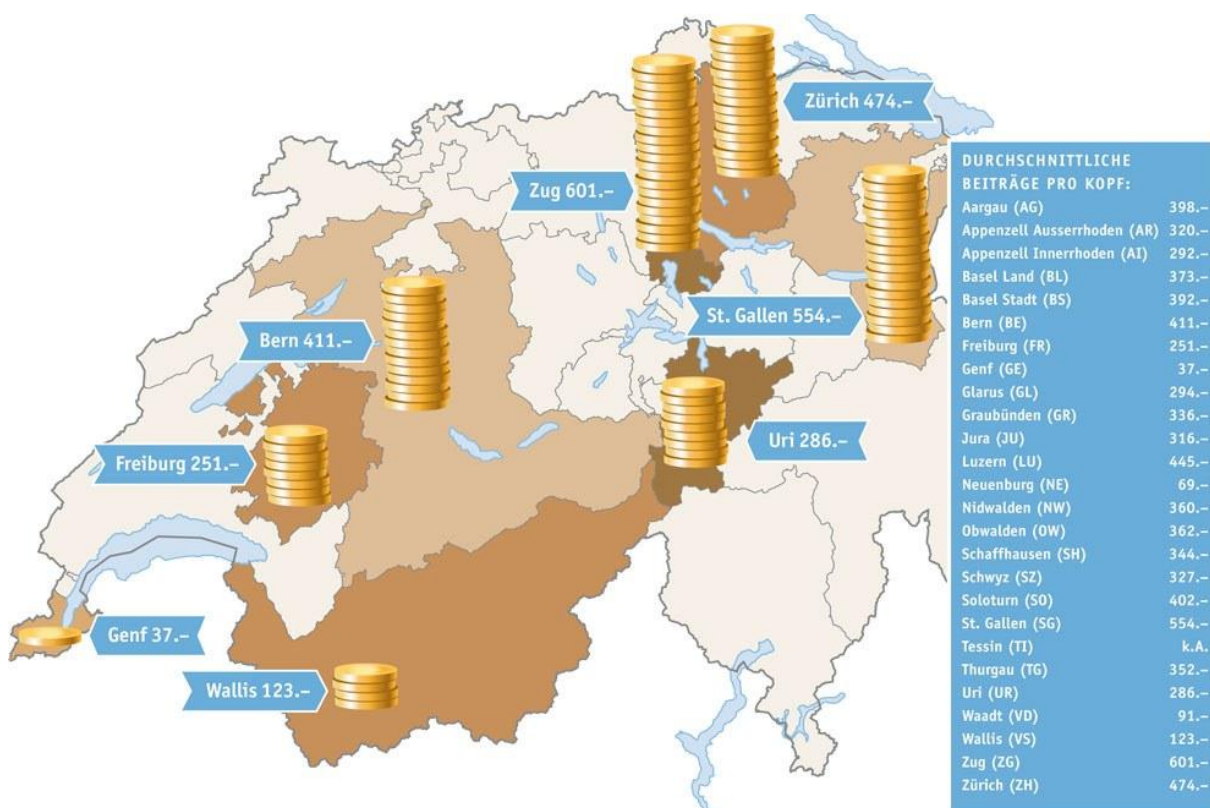 Zürich 474.–
Zug 601.–
St. Gallen 554.–
Bern 411.–
Uri 286.–
Freiburg 251.–
Genf 37.–
Wallis 123.–
DURCHSCHNITTLICHE
BEITRÄGE PRO KOPF:
Aargau (AG) 398.–
Appenzell Ausserrhoden (AR) 320.–
Appenzell Innerrhoden (AI) 292.–
Basel Land (BL) 373.–
Basel Stadt (BS) 392.–
Bern (BE) 411.–
Freiburg (FR) 251.–
Genf (GE) 37.–
Glarus (GL) 294.–
Graubünden (GR) 336.–
Jura (JU) 316.–
Luzern (LU) 445.–
Neuenburg (NE) 69.–
Nidwalden (NW) 360.–
Obwalden (OW) 362.–
Schaffhausen (SH) 344.–
Schwyz (SZ) 327.–
Soloturn (SO) 402.–
St. Gallen (SG) 554.–
Tessin (TI) k.A.
Thurgau (TG) 352.–
Uri (UR) 286.–
Waadt (VD) 91.–
Wallis (VS) 123.–
Zug (ZG) 601.–
Zürich (ZH) 474.–